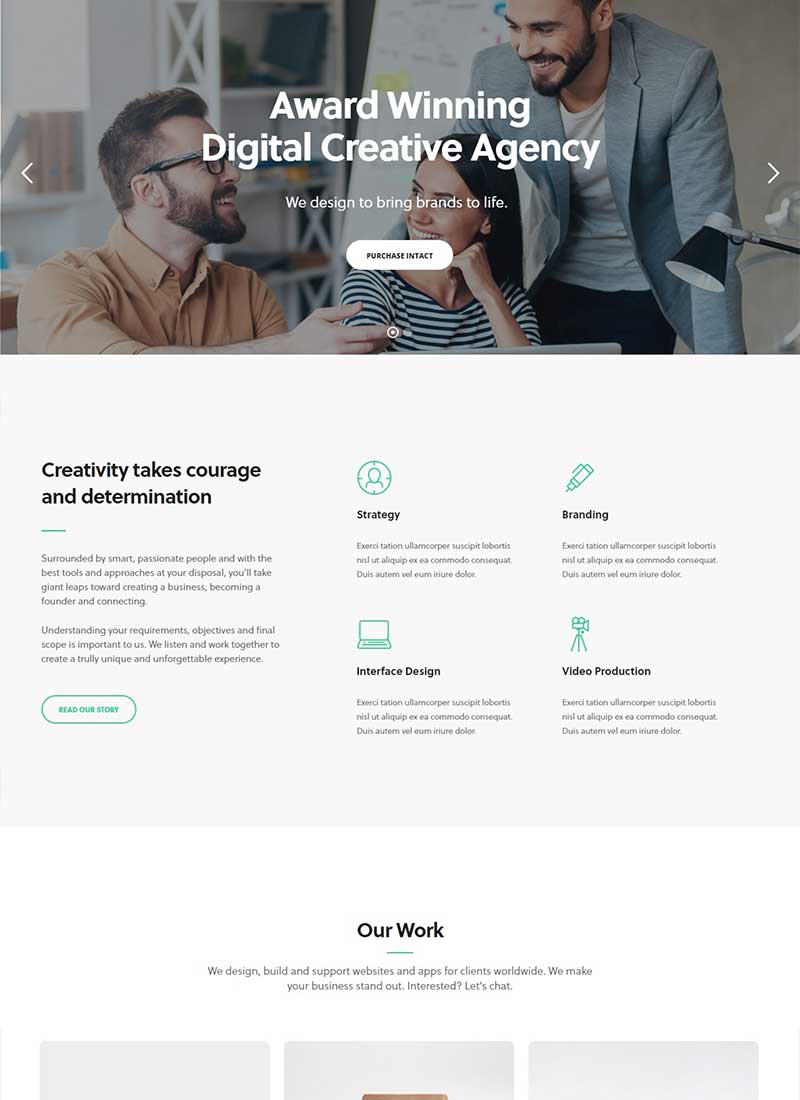 Award Winning
Digital Creative Agency
We design to bring brands to life.
PURCHASE INTACT
Creativity takes courage
and determination
Surrounded by smart, passionate people and with the
best tools and approaches at your disposal, you'll take
giant leaps toward creating a business, becoming a
founder and connecting.
Understanding your requirements, objectives and final
scope is important to us. We listen and work together to
create a trully unique and unforgettable experience.
READ OUR STORY
Strategy
Exerci tation ullamcorper suscipit lobortis
nisl ut aliquip ex ea commodo consequat.
Duis autem vel eum iriure dolor.
Branding
Exerci tation ullamcorper suscipit lobortis
nisl ut aliquip ex ea commodo consequat.
Duis autem vel eum iriure dolor.
Interface Design
Exerci tation ullamcorper suscipit lobortis
nisl ut aliquip ex ea commodo consequat.
Duis autem vel eum iriure dolor.
Video Production
Exerci tation ullamcorper suscipit lobortis
nisl ut aliquip ex ea commodo consequat.
Duis autem vel eum iriure dolor.
Our Work
We design, build and support websites and apps for clients worldwide. We make
your business stand out. Interested? Let's chat.